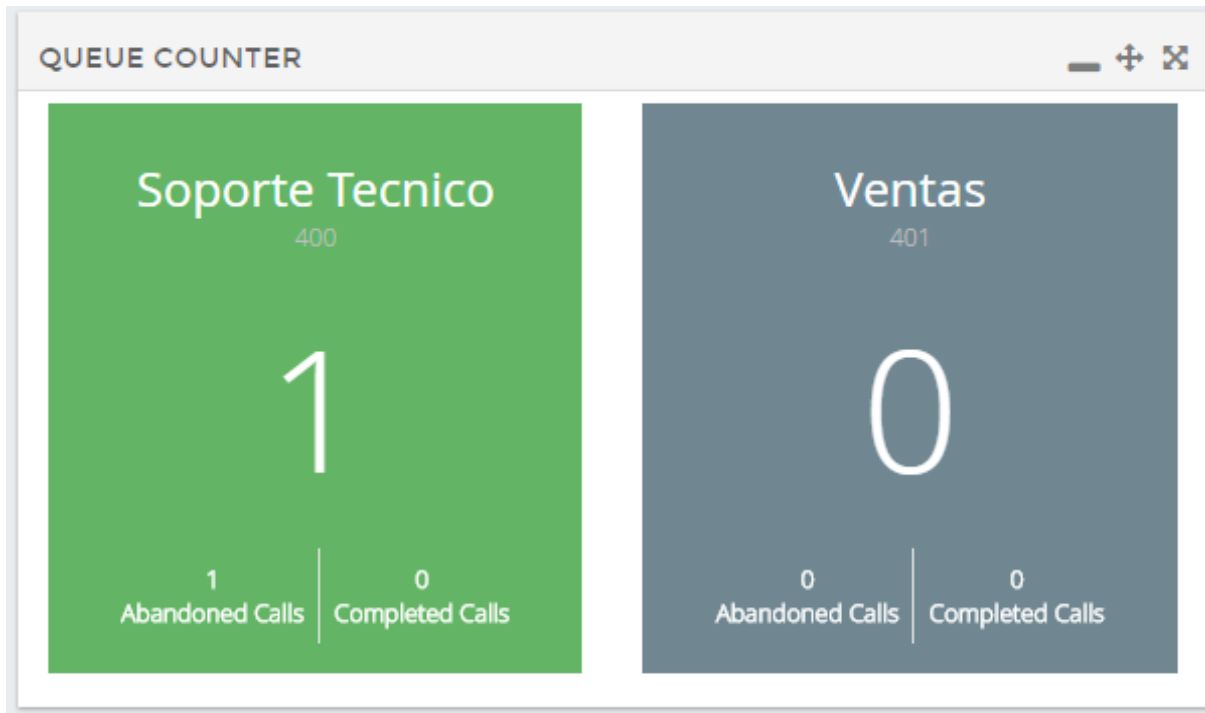 QUEUE COUNTER
Soporte Tecnico
400
1
1
Abandoned Calls
0
Completed Calls
Ventas
401
0
0
Abandoned Calls
0
Completed Calls